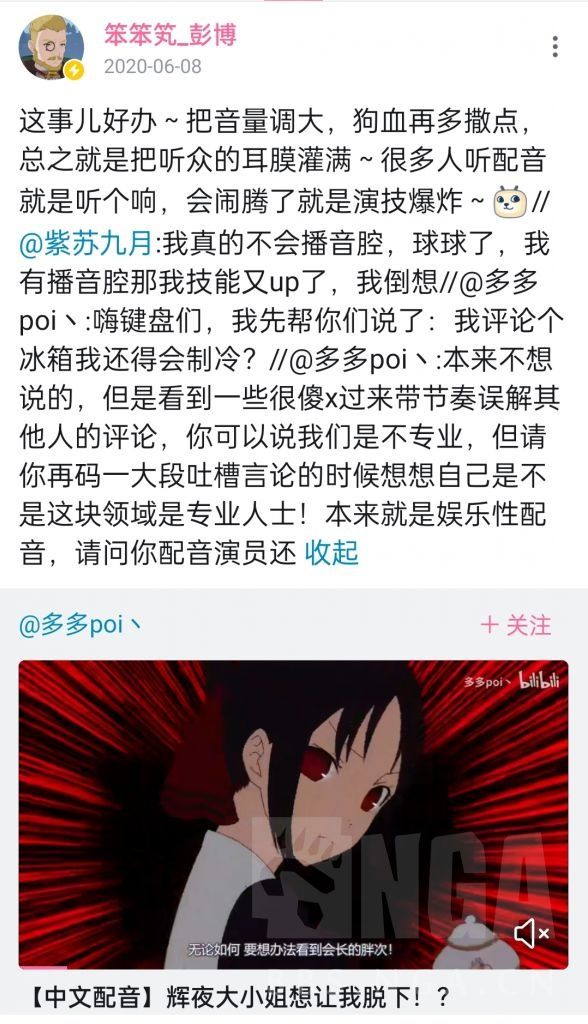 笨笨笂_彭博
2020-06-08
这事儿好办～把音量调大，狗血再多撒点，
总之就是把听众的耳膜灌满～很多人听配音
就是听个响，会闹腾了就是演技爆炸～//
@紫苏九月:我真的不会播音腔，球球了，我
有播音腔那我技能又up了，我倒想//@多多
poi丶:嗨键盘们，我先帮你们说了：我评论个
冰箱我还得会制冷？//@多多poi丶:本来不想
说的，但是看到一些很傻x过来带节奏误解其
他人的评论，你可以说我们是不专业，但请
你再码一大段吐槽言论的时候想想自己是不
是这块领域是专业人士！本来就是娱乐性配
音，请问你配音演员还 收起
@多多poi丶
+ 关注
多多poi丶 bilibili
NGA
无论如何 要想办法看到会长的胖次！
BBS.NGA.CN
【中文配音】辉夜大小姐想让我脱下！？